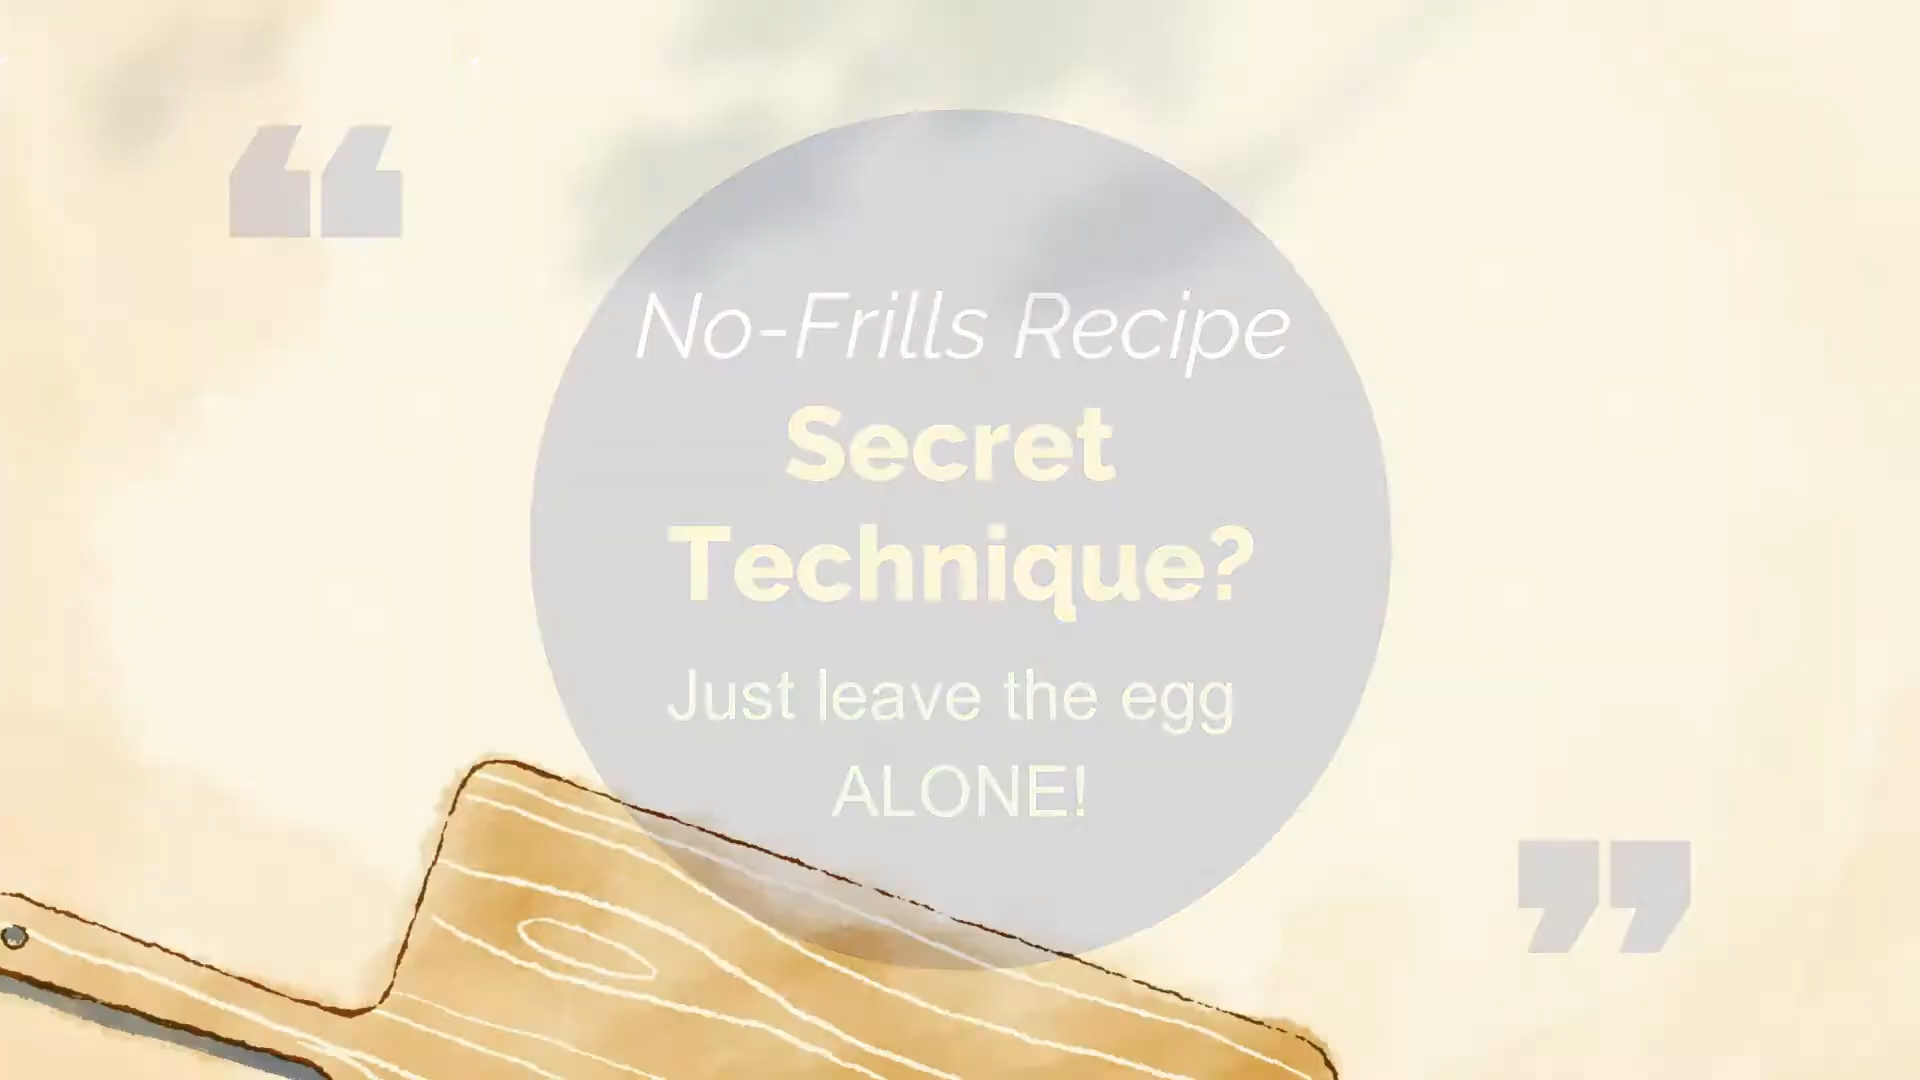 No-Frills Recipe
Secret
Technique?
Just leave the egg
ALONE!